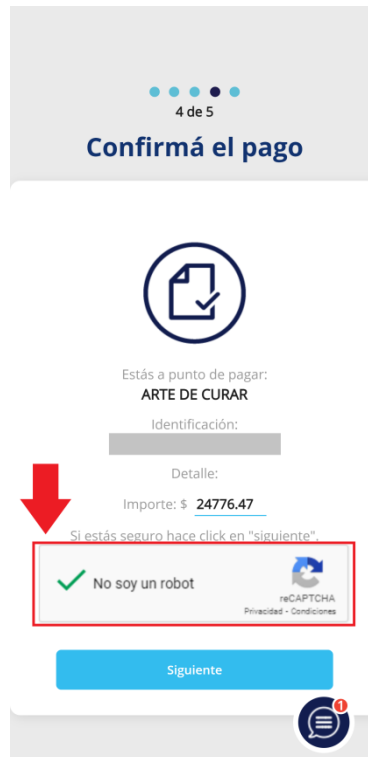 4 de 5
Confirmá el pago
Estás a punto de pagar:
ARTE DE CURAR
Identificación:
Detalle:
Importe: $ 24776.47
Si estás seguro hace click en "siguiente".
No soy un robot
reCAPTCHA
Privacidad - Condiciones
Siguiente
1